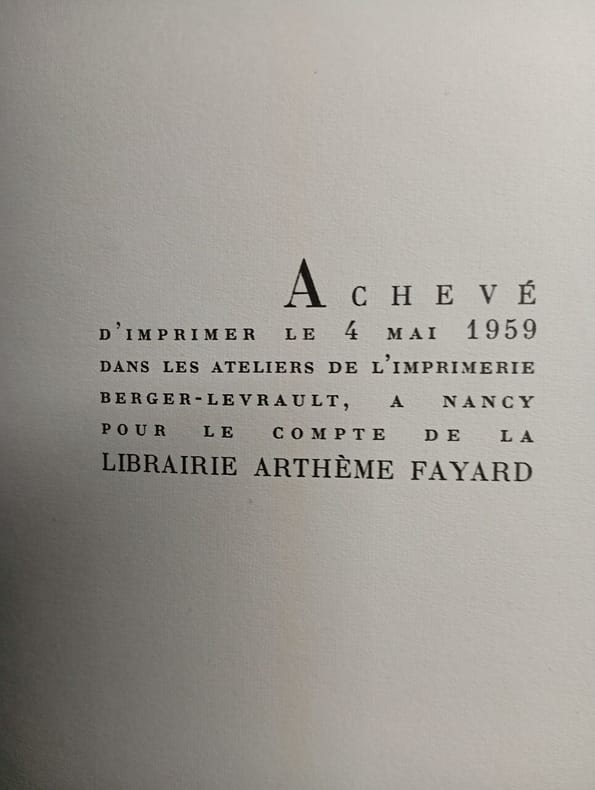 ACHEVÉ
D'IMPRIMER LE 4 MAI 1959
DANS LES ATELIERS DE L'IMPRIMERIE
BERGER-LEVRAULT, A NANCY
POUR LE COMPTE DE LA
LIBRAIRIE ARTHÈME FAYARD